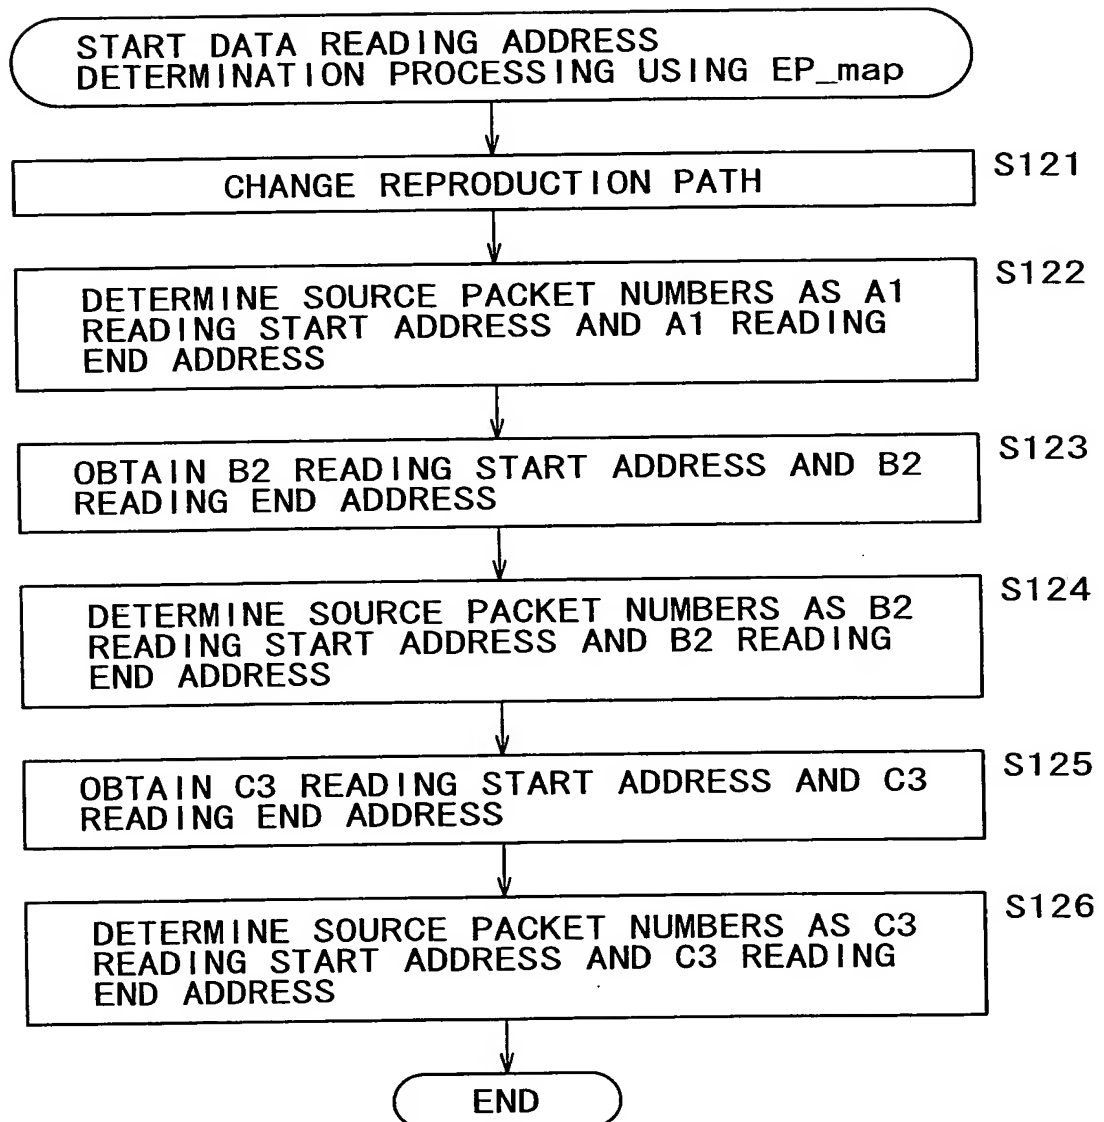 START DATA READING ADDRESS
DETERMINATION PROCESSING USING EP_map
CHANGE REPRODUCTION PATH
S121
DETERMINE SOURCE PACKET NUMBERS AS A1
READING START ADDRESS AND A1 READING
END ADDRESS
S122
OBTAIN B2 READING START ADDRESS AND B2
READING END ADDRESS
S123
DETERMINE SOURCE PACKET NUMBERS AS B2
READING START ADDRESS AND B2 READING
END ADDRESS
S124
OBTAIN C3 READING START ADDRESS AND C3
READING END ADDRESS
S125
DETERMINE SOURCE PACKET NUMBERS AS C3
READING START ADDRESS AND C3 READING
END ADDRESS
S126
END